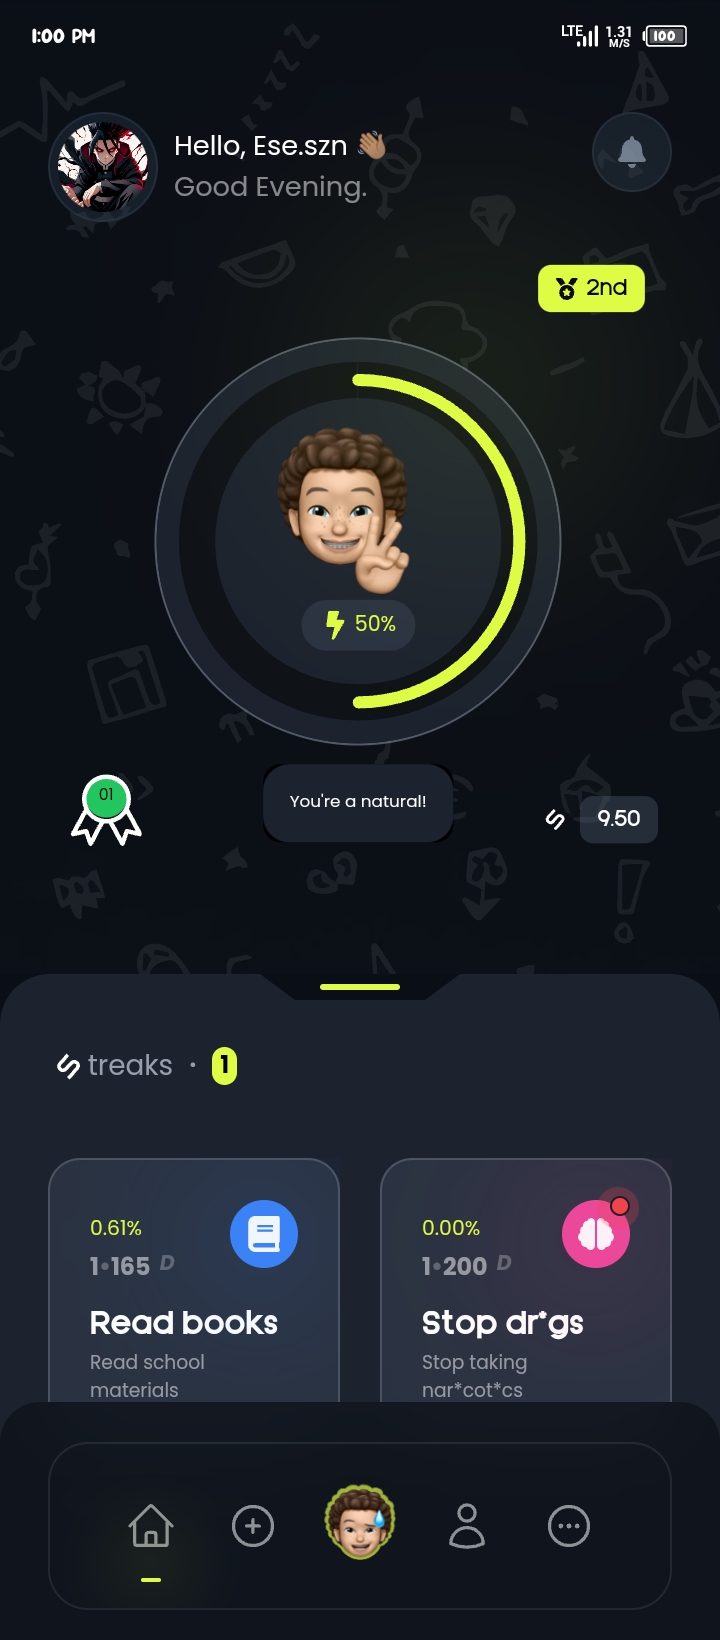 1:00 PM
LTE 1.31 M/S 100
Hello, Ese.szn 👋🏽
Good Evening.
2nd
50%
01
You're a natural!
S 9.50
Streaks · 1
0.61%
1•165 D
Read books
Read school
materials
0.00%
1•200 D
Stop dr*gs
Stop taking
nar*cot*cs